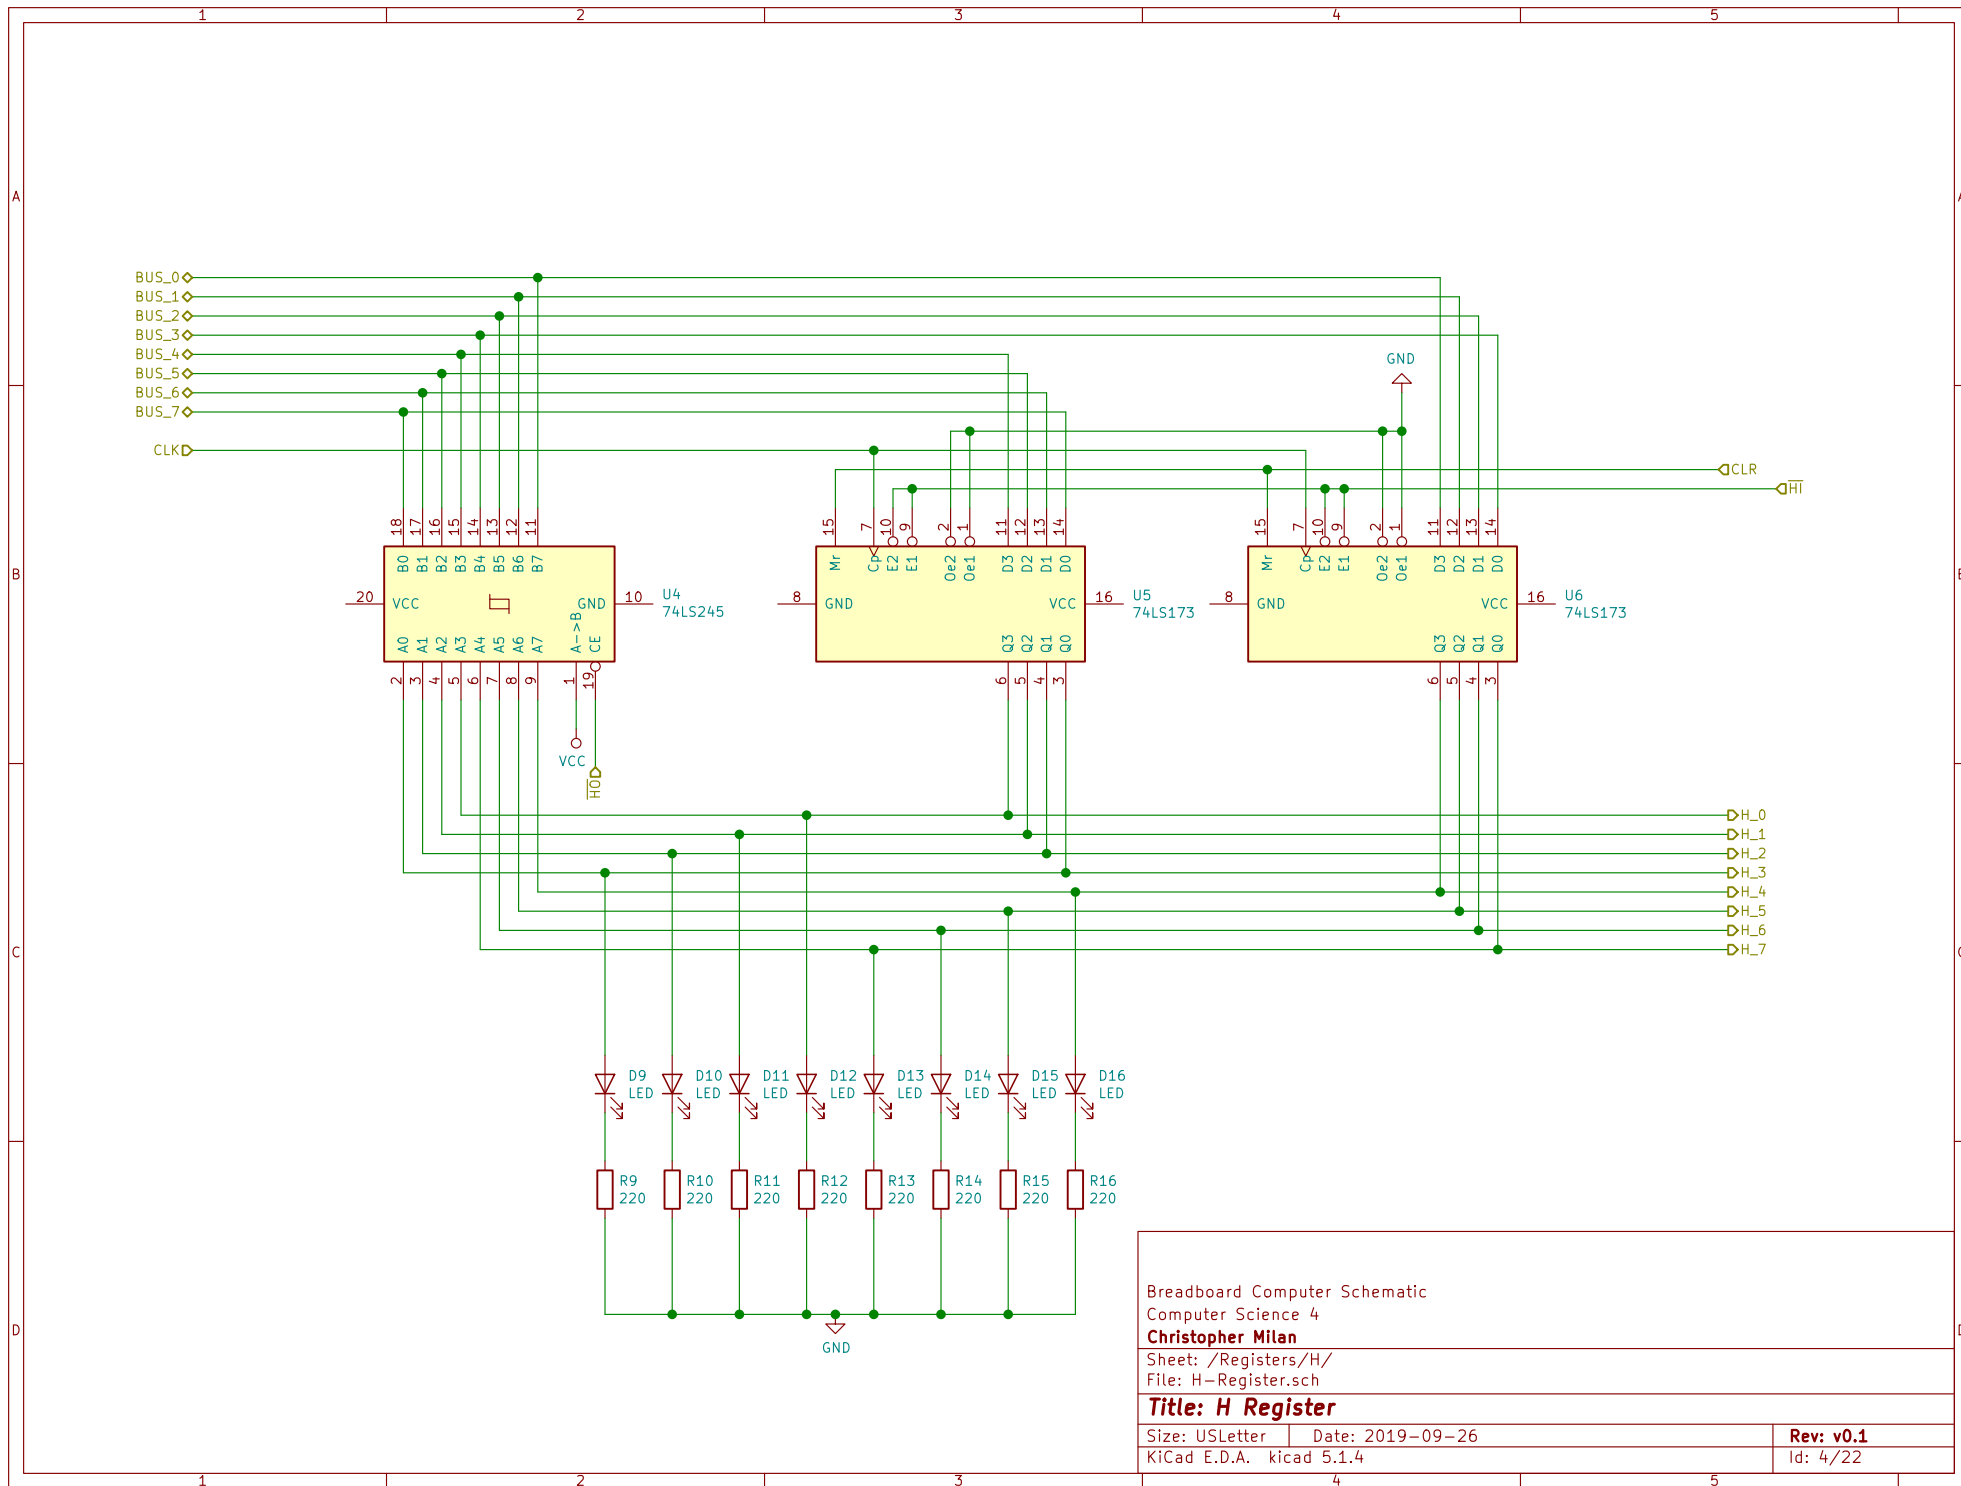 1 2 3 4 5
A
B
C
D
BUS_0
BUS_1
BUS_2
BUS_3
BUS_4
BUS_5
BUS_6
BUS_7
CLK
GND
CLR
HI
18 17 16 15 14 13 12 11
B0 B1 B2 B3 B4 B5 B6 B7
20 VCC GND 10
A0 A1 A2 A3 A4 A5 A6 A7 A->B CE
2 3 4 5 6 7 8 9 1 19
U4
74LS245
VCC
HO
15 7 10 9 2 1 11 12 13 14
Mr Cp E2 E1 Oe2 Oe1 D3 D2 D1 D0
8 GND VCC 16
Q3 Q2 Q1 Q0
6 5 4 3
U5
74LS173
15 7 10 9 2 1 11 12 13 14
Mr Cp E2 E1 Oe2 Oe1 D3 D2 D1 D0
8 GND VCC 16
Q3 Q2 Q1 Q0
6 5 4 3
U6
74LS173
H_0
H_1
H_2
H_3
H_4
H_5
H_6
H_7
D9 D10 D11 D12 D13 D14 D15 D16
LED LED LED LED LED LED LED LED
R9 R10 R11 R12 R13 R14 R15 R16
220 220 220 220 220 220 220 220
GND
Breadboard Computer Schematic
Computer Science 4
Christopher Milan
Sheet: /Registers/H/
File: H-Register.sch
Title: H Register
Size: USLetter Date: 2019-09-26 Rev: v0.1
KiCad E.D.A. kicad 5.1.4 Id: 4/22
1 2 3 4 5